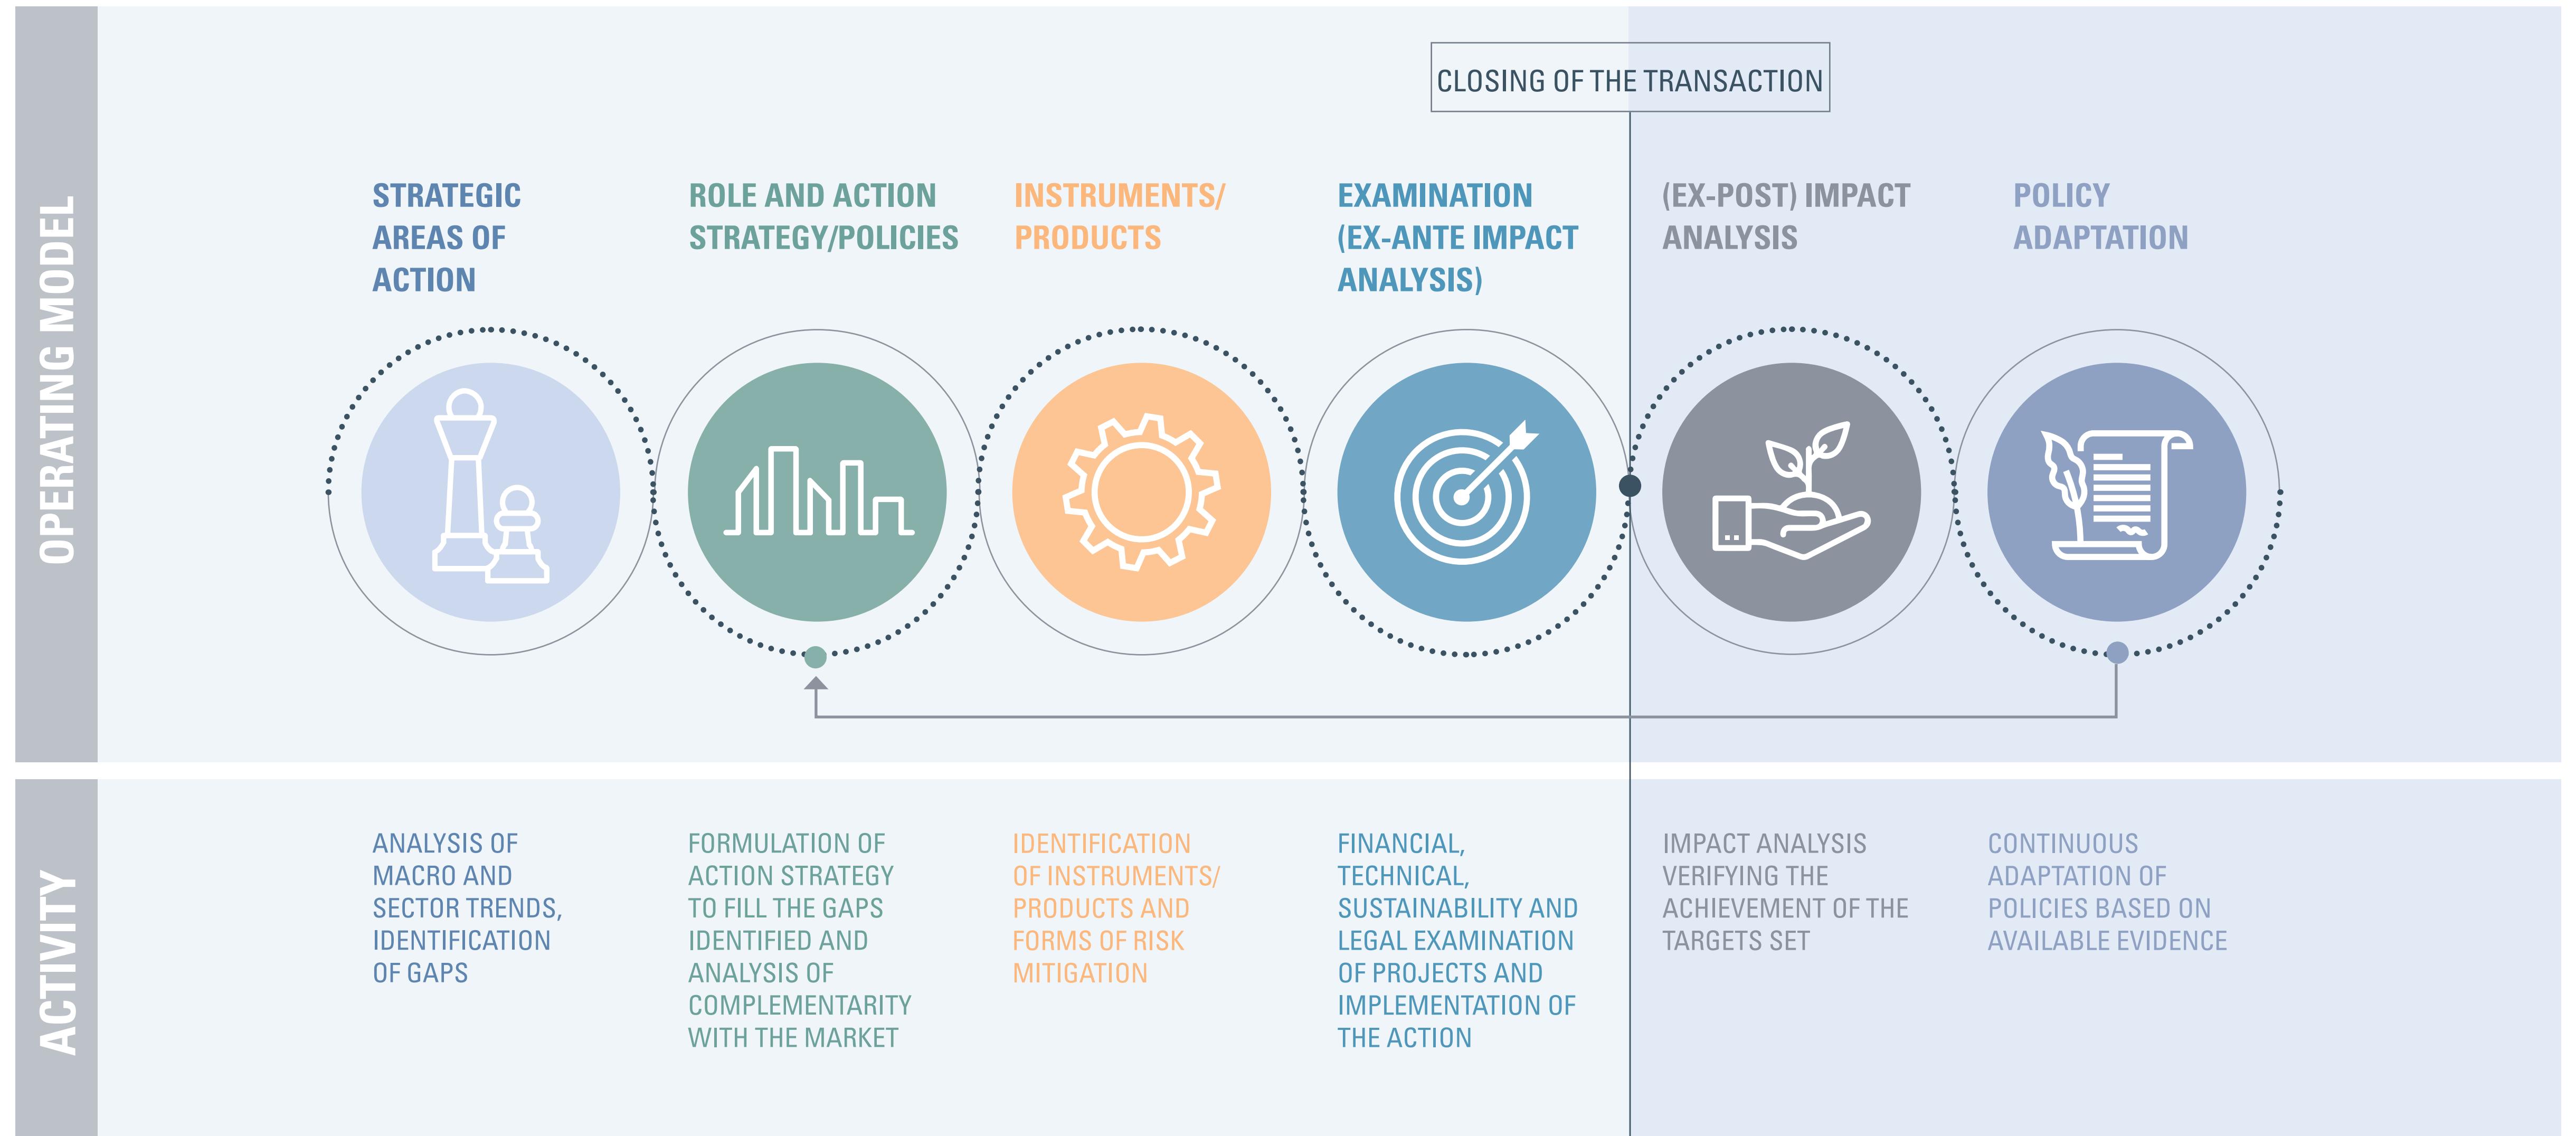 OPERATING MODEL
CLOSING OF THE TRANSACTION
STRATEGIC
AREAS OF
ACTION
ROLE AND ACTION
STRATEGY/POLICIES
INSTRUMENTS/
PRODUCTS
EXAMINATION
(EX-ANTE IMPACT
ANALYSIS)
(EX-POST) IMPACT
ANALYSIS
POLICY
ADAPTATION
ACTIVITY
ANALYSIS OF
MACRO AND
SECTOR TRENDS,
IDENTIFICATION
OF GAPS
FORMULATION OF
ACTION STRATEGY
TO FILL THE GAPS
IDENTIFIED AND
ANALYSIS OF
COMPLEMENTARITY
WITH THE MARKET
IDENTIFICATION
OF INSTRUMENTS/
PRODUCTS AND
FORMS OF RISK
MITIGATION
FINANCIAL,
TECHNICAL,
SUSTAINABILITY AND
LEGAL EXAMINATION
OF PROJECTS AND
IMPLEMENTATION OF
THE ACTION
IMPACT ANALYSIS
VERIFYING THE
ACHIEVEMENT OF THE
TARGETS SET
CONTINUOUS
ADAPTATION OF
POLICIES BASED ON
AVAILABLE EVIDENCE